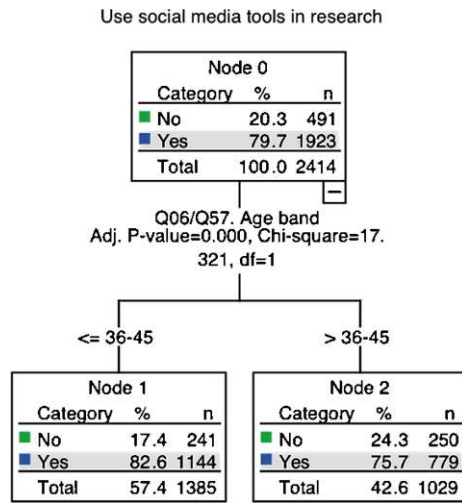 Use social media tools in research
Node 0
Category % n
No 20.3 491
Yes 79.7 1923
Total 100.0 2414
Q06/Q57. Age band
Adj. P-value=0.000, Chi-square=17.
321, df=1
<= 36-45
> 36-45
Node 1
Category % n
No 17.4 241
Yes 82.6 1144
Total 57.4 1385
Node 2
Category % n
No 24.3 250
Yes 75.7 779
Total 42.6 1029